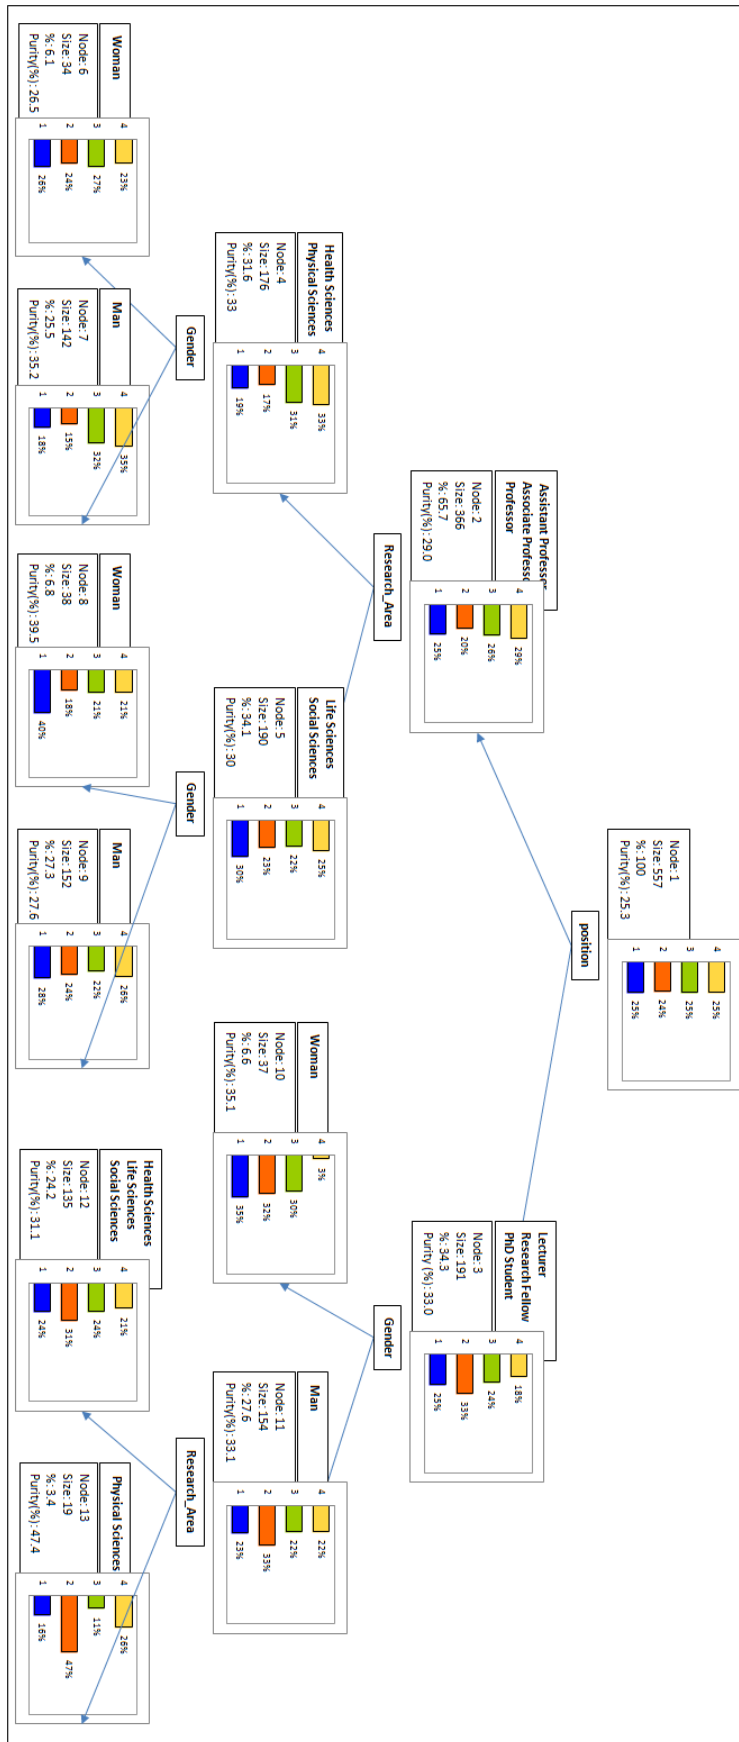 Node: 1
Size: 557
%: 100
Purity(%): 25.3
4 25%
3 25%
2 24%
1 25%
position
Assistant Professor
Associate Professor
Professor
Node: 2
Size: 366
%: 65.7
Purity(%): 29.0
4 29%
3 26%
2 20%
1 25%
Lecturer
Research Fellow
PhD Student
Node: 3
Size: 191
%: 34.3
Purity (%): 33.0
4 18%
3 24%
2 33%
1 25%
Research_Area
Gender
Health Sciences
Physical Sciences
Node: 4
Size: 176
%: 31.6
Purity(%): 33
4 33%
3 31%
2 17%
1 19%
Life Sciences
Social Sciences
Node: 5
Size: 190
%: 34.1
Purity(%): 30
4 25%
3 22%
2 23%
1 30%
Woman
Node: 10
Size: 37
%: 6.6
Purity(%): 35.1
4 3%
3 30%
2 32%
1 35%
Man
Node: 11
Size: 154
%: 27.6
Purity(%): 33.1
4 22%
3 22%
2 33%
1 23%
Gender
Gender
Research_Area
Woman
Node: 6
Size: 34
%: 6.1
Purity(%): 26.5
4 23%
3 27%
2 24%
1 26%
Man
Node: 7
Size: 142
%: 25.5
Purity(%): 35.2
4 35%
3 32%
2 15%
1 18%
Woman
Node: 8
Size: 38
%: 6.8
Purity(%): 39.5
4 21%
3 21%
2 18%
1 40%
Man
Node: 9
Size: 152
%: 27.3
Purity(%): 27.6
4 26%
3 22%
2 24%
1 28%
Health Sciences
Life Sciences
Social Sciences
Node: 12
Size: 135
%: 24.2
Purity(%): 31.1
4 21%
3 24%
2 31%
1 24%
Physical Sciences
Node: 13
Size: 19
%: 3.4
Purity(%): 47.4
4 26%
3 11%
2 47%
1 16%